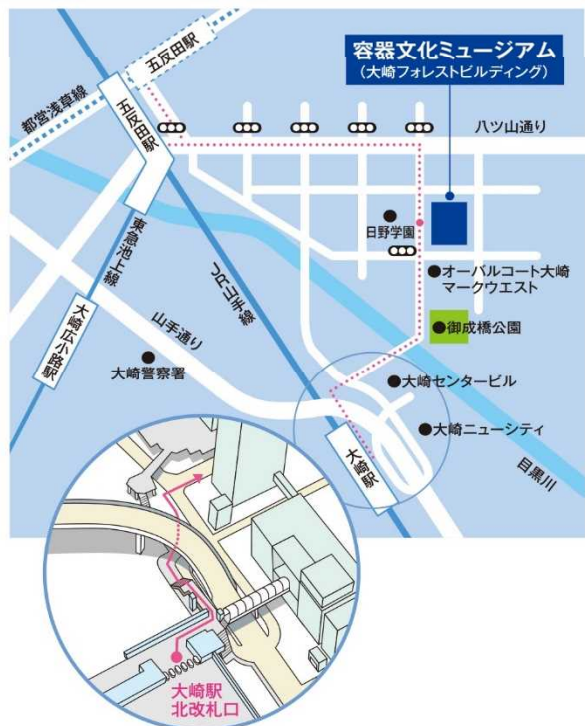 五反田駅
容器文化ミュージアム
(大崎フォレストビルディング)
都営浅草線
五反田駅
八ツ山通り
日野学園
東急池上線
JR山手線
オーバルコート大崎
マークウエスト
大崎広小路駅
山手通り
御成橋公園
大崎警察署
大崎センタービル
大崎ニューシティ
大崎駅
目黒川
大崎駅
北改札口